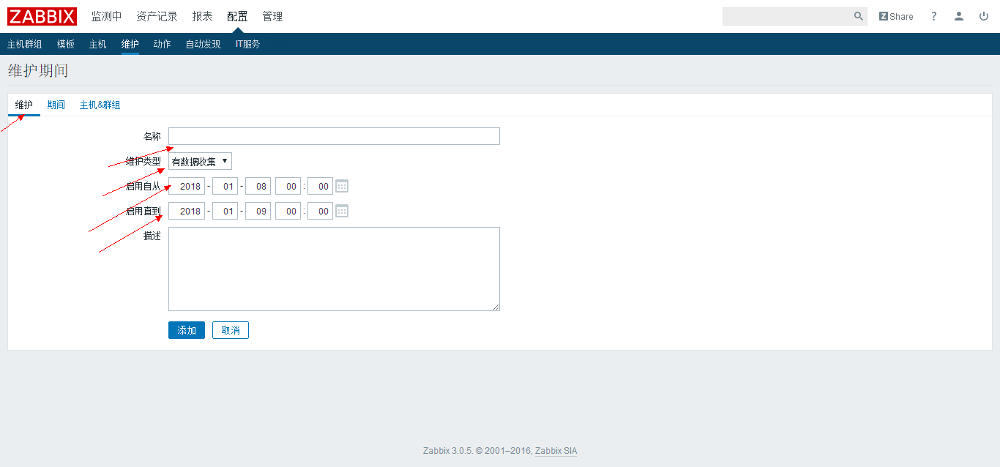 ZABBIX 监测中 资产记录 报表 配置 管理 Z Share ?
主机群组 模板 主机 维护 动作 自动发现 IT服务
维护期间
维护 期间 主机&群组
名称
维护类型 有数据收集 ▼
启用自从 2018 - 01 - 08 00 : 00
启用直到 2018 - 01 - 09 00 : 00
描述
添加 取消
Zabbix 3.0.5. © 2001–2016, Zabbix SIA